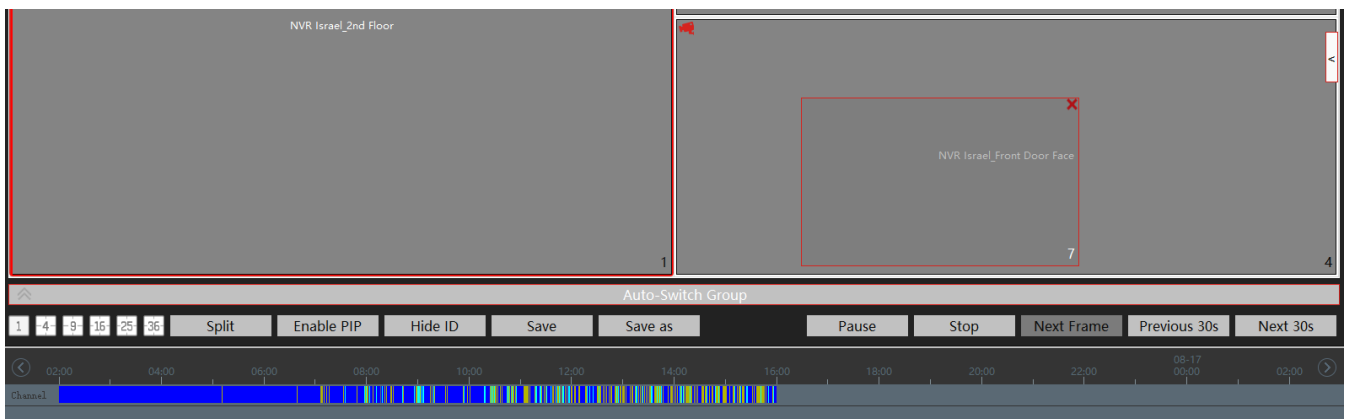 NVR Israel_2nd Floor
<
NVR Israel_Front Door Face
7
1
4
Auto-Switch Group
1 4 9 16 25 36 Split Enable PIP Hide ID Save Save as Pause Stop Next Frame Previous 30s Next 30s
08-17
02:00 04:00 06:00 08:00 10:00 12:00 14:00 16:00 18:00 20:00 22:00 00:00 02:00
Channel